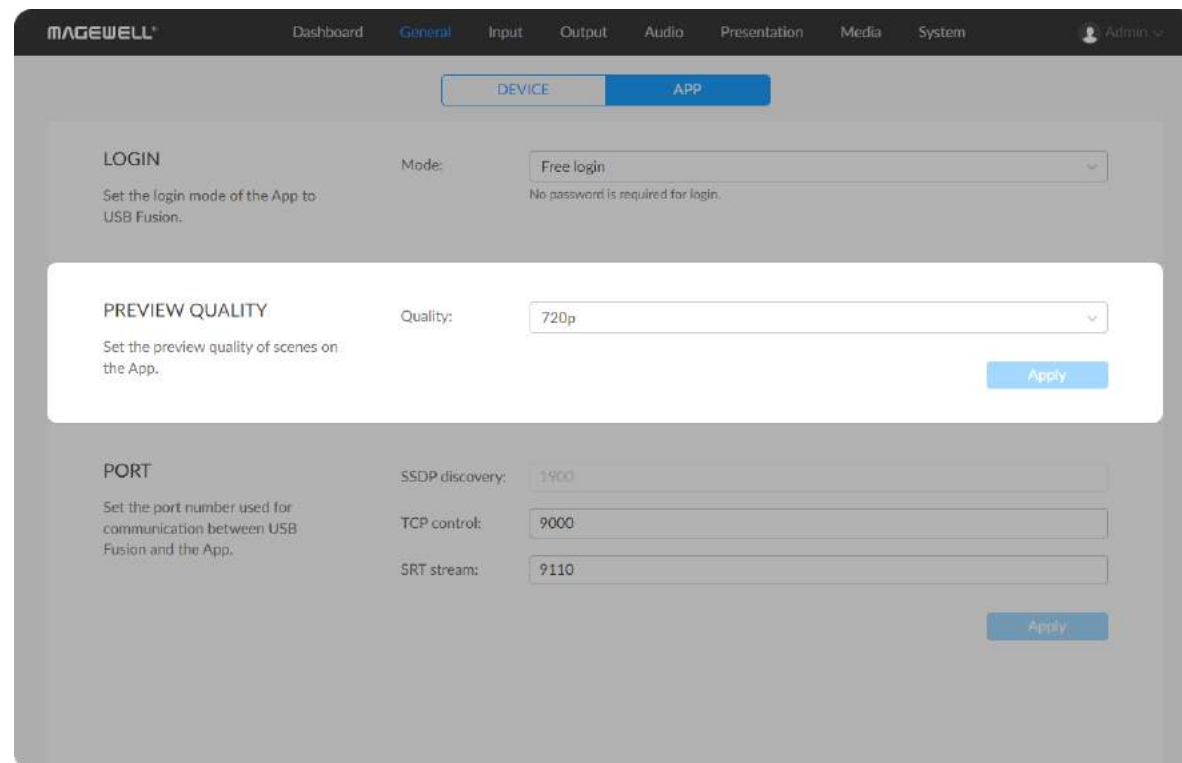 MAGEWELL®
Dashboard General Input Output Audio Presentation Media System Admin
DEVICE APP
LOGIN
Set the login mode of the App to
USB Fusion.
Mode: Free login
No password is required for login.
PREVIEW QUALITY
Set the preview quality of scenes on
the App.
Quality: 720p
Apply
PORT
Set the port number used for
communication between USB
Fusion and the App.
SSDP discovery: 1900
TCP control: 9000
SRT stream: 9110
Apply